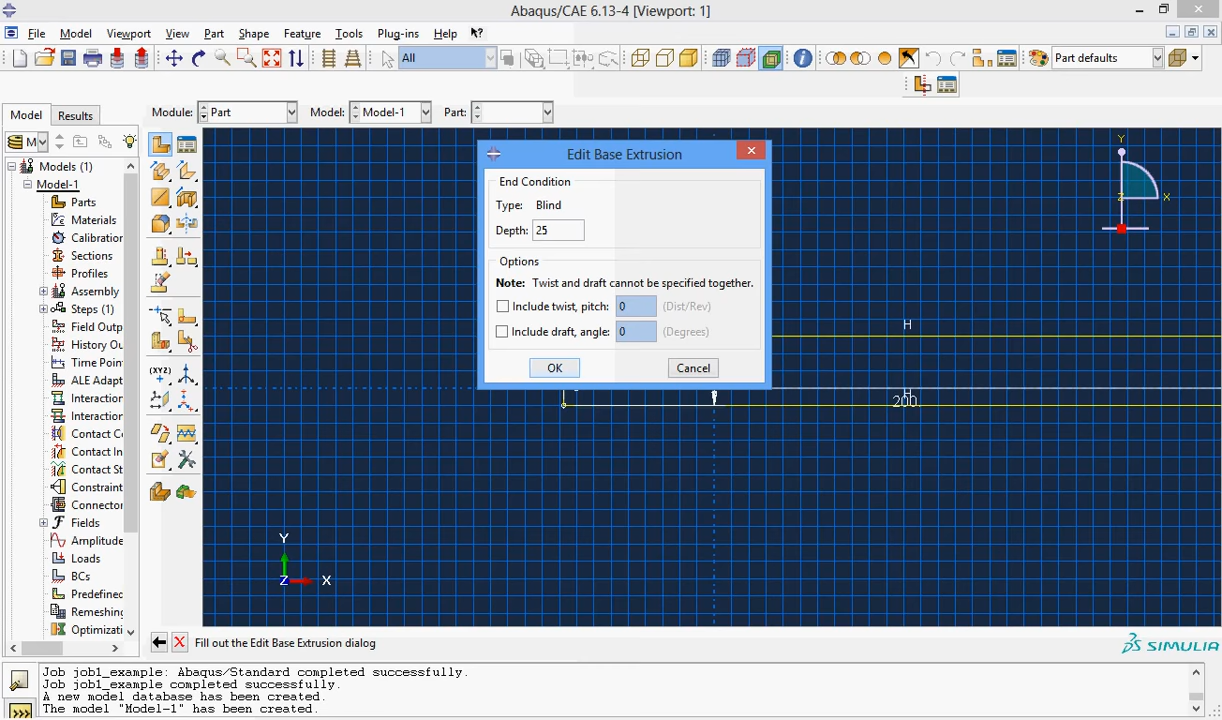 Abaqus/CAE 6.13-4 [Viewport: 1]
File Model Viewport View Part Shape Feature Tools Plug-ins Help
All
Part defaults
Model Results
Module: Part Model: Model-1 Part:
M
Models (1)
Model-1
Parts
Materials
Calibration
Sections
Profiles
Assembly
Steps (1)
Field Outp
History Ou
Time Point
ALE Adapt
Interaction
Interaction
Contact Co
Contact In
Contact St
Constraint
Connector
Fields
Amplitude
Loads
BCs
Predefined
Remeshing
Optimizati
(XYZ)
Edit Base Extrusion
End Condition
Type: Blind
Depth: 25
Options
Note: Twist and draft cannot be specified together.
Include twist, pitch: 0 (Dist/Rev)
Include draft, angle: 0 (Degrees)
OK Cancel
Y
Z X
H
H
200.
Y
Z X
Fill out the Edit Base Extrusion dialog
SIMULIA
Job job1_example: Abaqus/Standard completed successfully.
Job job1_example completed successfully.
A new model database has been created.
The model "Model-1" has been created.
>>>